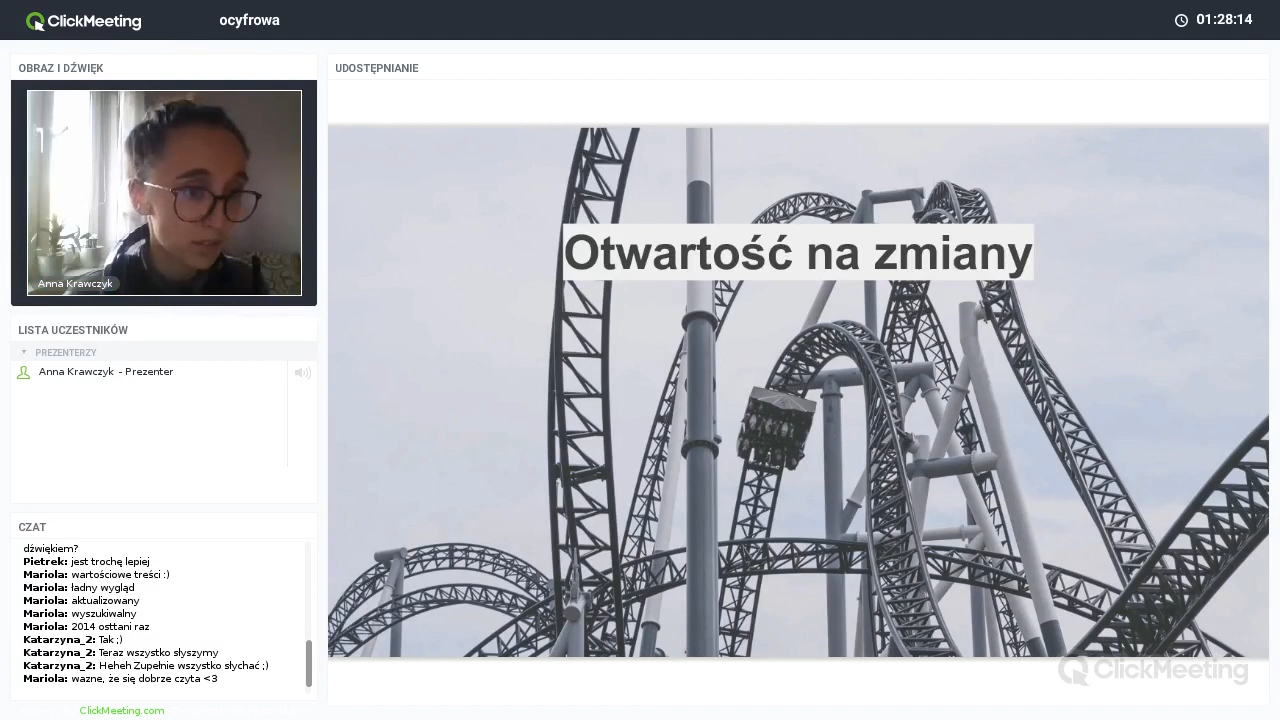 ClickMeeting
ocyfrowa
01:28:14
OBRAZ I DŹWIĘK
UDOSTĘPNIANIE
Anna Krawczyk
Otwartość na zmiany
LISTA UCZESTNIKÓW
PREZENTERZY
Anna Krawczyk - Prezenter
CZAT
dźwiękiem?
Pietrek: jest trochę lepiej
Mariola: wartościowe treści :)
Mariola: ładny wygląd
Mariola: aktualizowany
Mariola: wyszukiwalny
Mariola: 2014 osttani raz
Katarzyna_2: Tak ;)
Katarzyna_2: Teraz wszystko słyszymy
Katarzyna_2: Heheh Zupełnie wszystko słychać ;)
Mariola: wazne, że się dobrze czyta <3
ClickMeeting
ClickMeeting.com